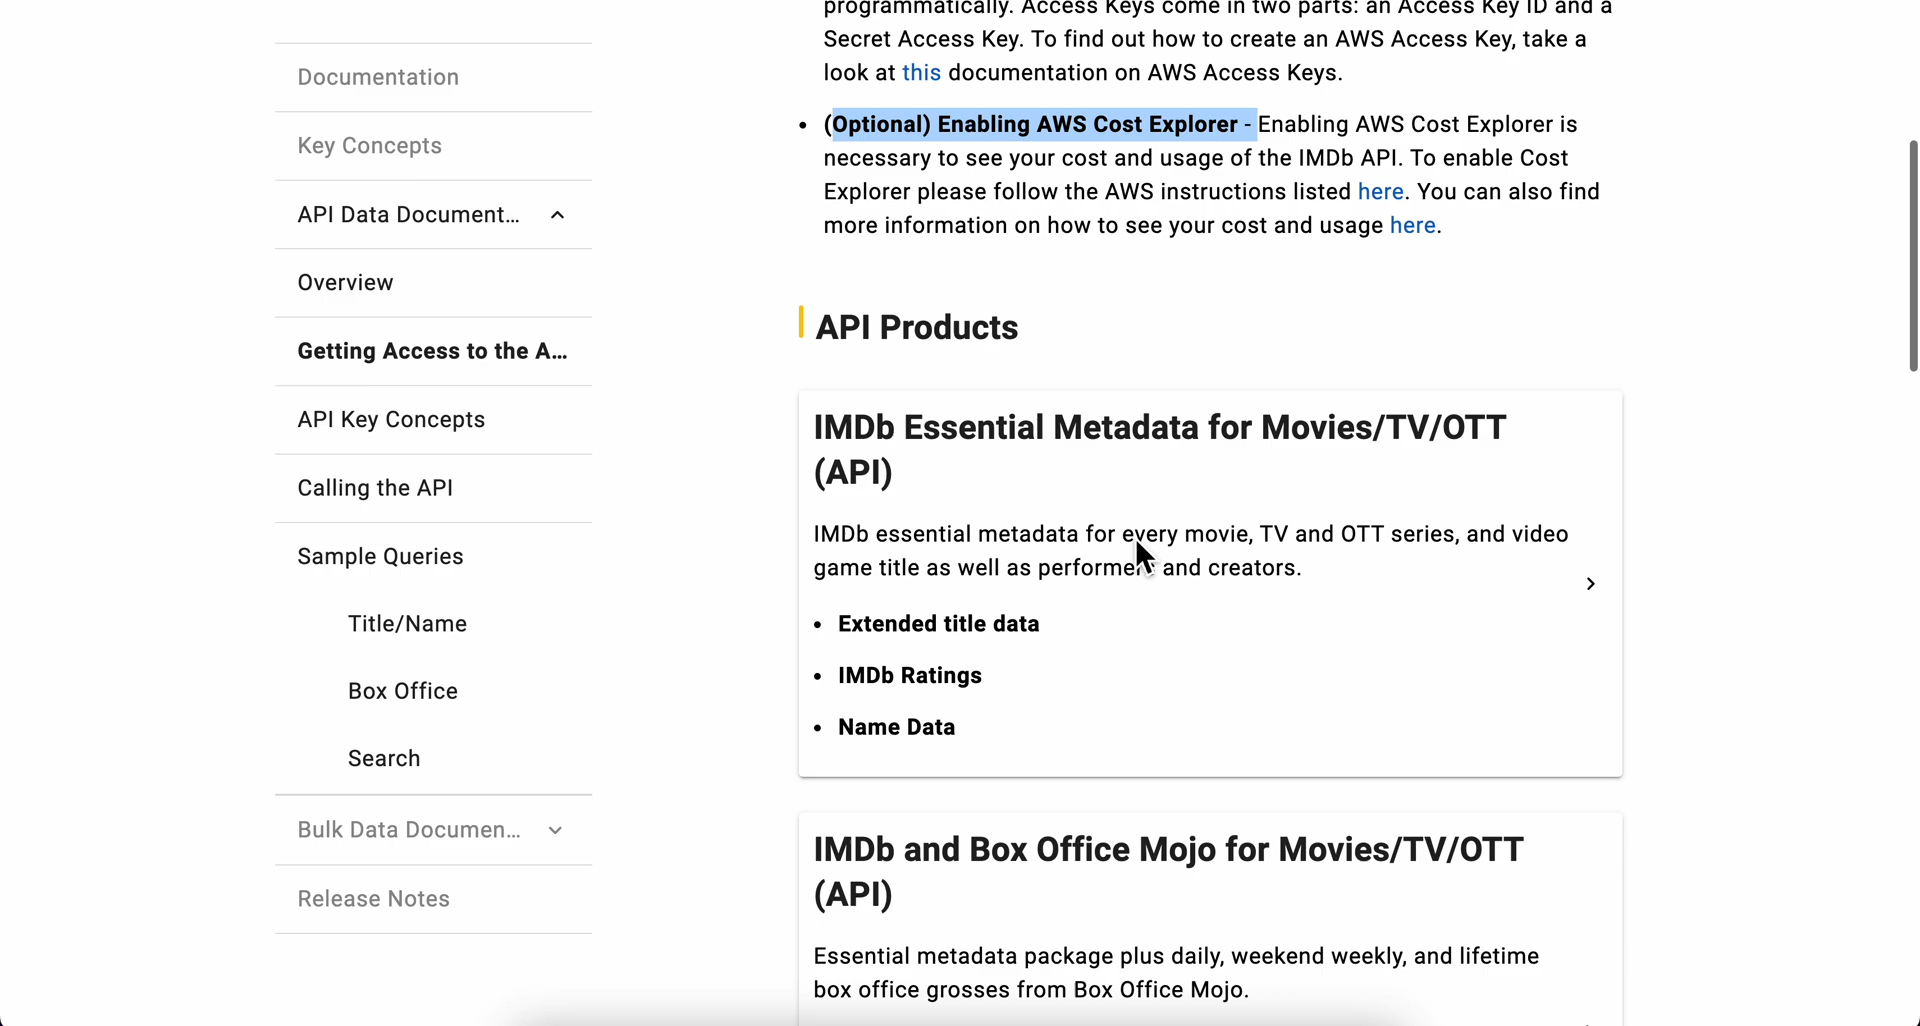 Documentation
Key Concepts
API Data Document...
Overview
Getting Access to the A...
API Key Concepts
Calling the API
Sample Queries
Title/Name
Box Office
Search
Bulk Data Documen...
Release Notes
programmatically. Access Keys come in two parts: an Access Key ID and a
Secret Access Key. To find out how to create an AWS Access Key, take a
look at this documentation on AWS Access Keys.
• (Optional) Enabling AWS Cost Explorer - Enabling AWS Cost Explorer is
necessary to see your cost and usage of the IMDb API. To enable Cost
Explorer please follow the AWS instructions listed here. You can also find
more information on how to see your cost and usage here.
API Products
IMDb Essential Metadata for Movies/TV/OTT
(API)
IMDb essential metadata for every movie, TV and OTT series, and video
game title as well as performers and creators.
• Extended title data
• IMDb Ratings
• Name Data
IMDb and Box Office Mojo for Movies/TV/OTT
(API)
Essential metadata package plus daily, weekend weekly, and lifetime
box office grosses from Box Office Mojo.